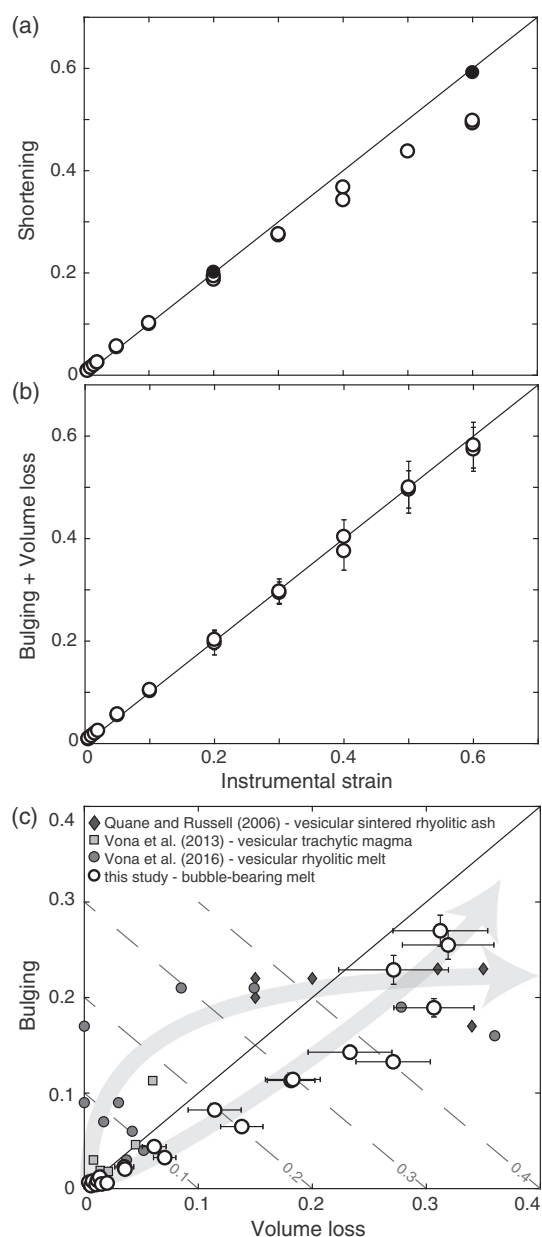 (a)
0.6
0.4
0.2
0
Shortening
(b)
0.6
0.4
0.2
0
Bulging + Volume loss
0
0.2
0.4
0.6
Instrumental strain
(c)
0.4
Quane and Russell (2006) - vesicular sintered rhyolitic ash
Vona et al. (2013) - vesicular trachytic magma
Vona et al. (2016) - vesicular rhyolitic melt
this study - bubble-bearing melt
0.3
0.2
0.1
0
Bulging
0.1
0.2
0.3
0.4
0
0.1
0.2
0.3
0.4
Volume loss